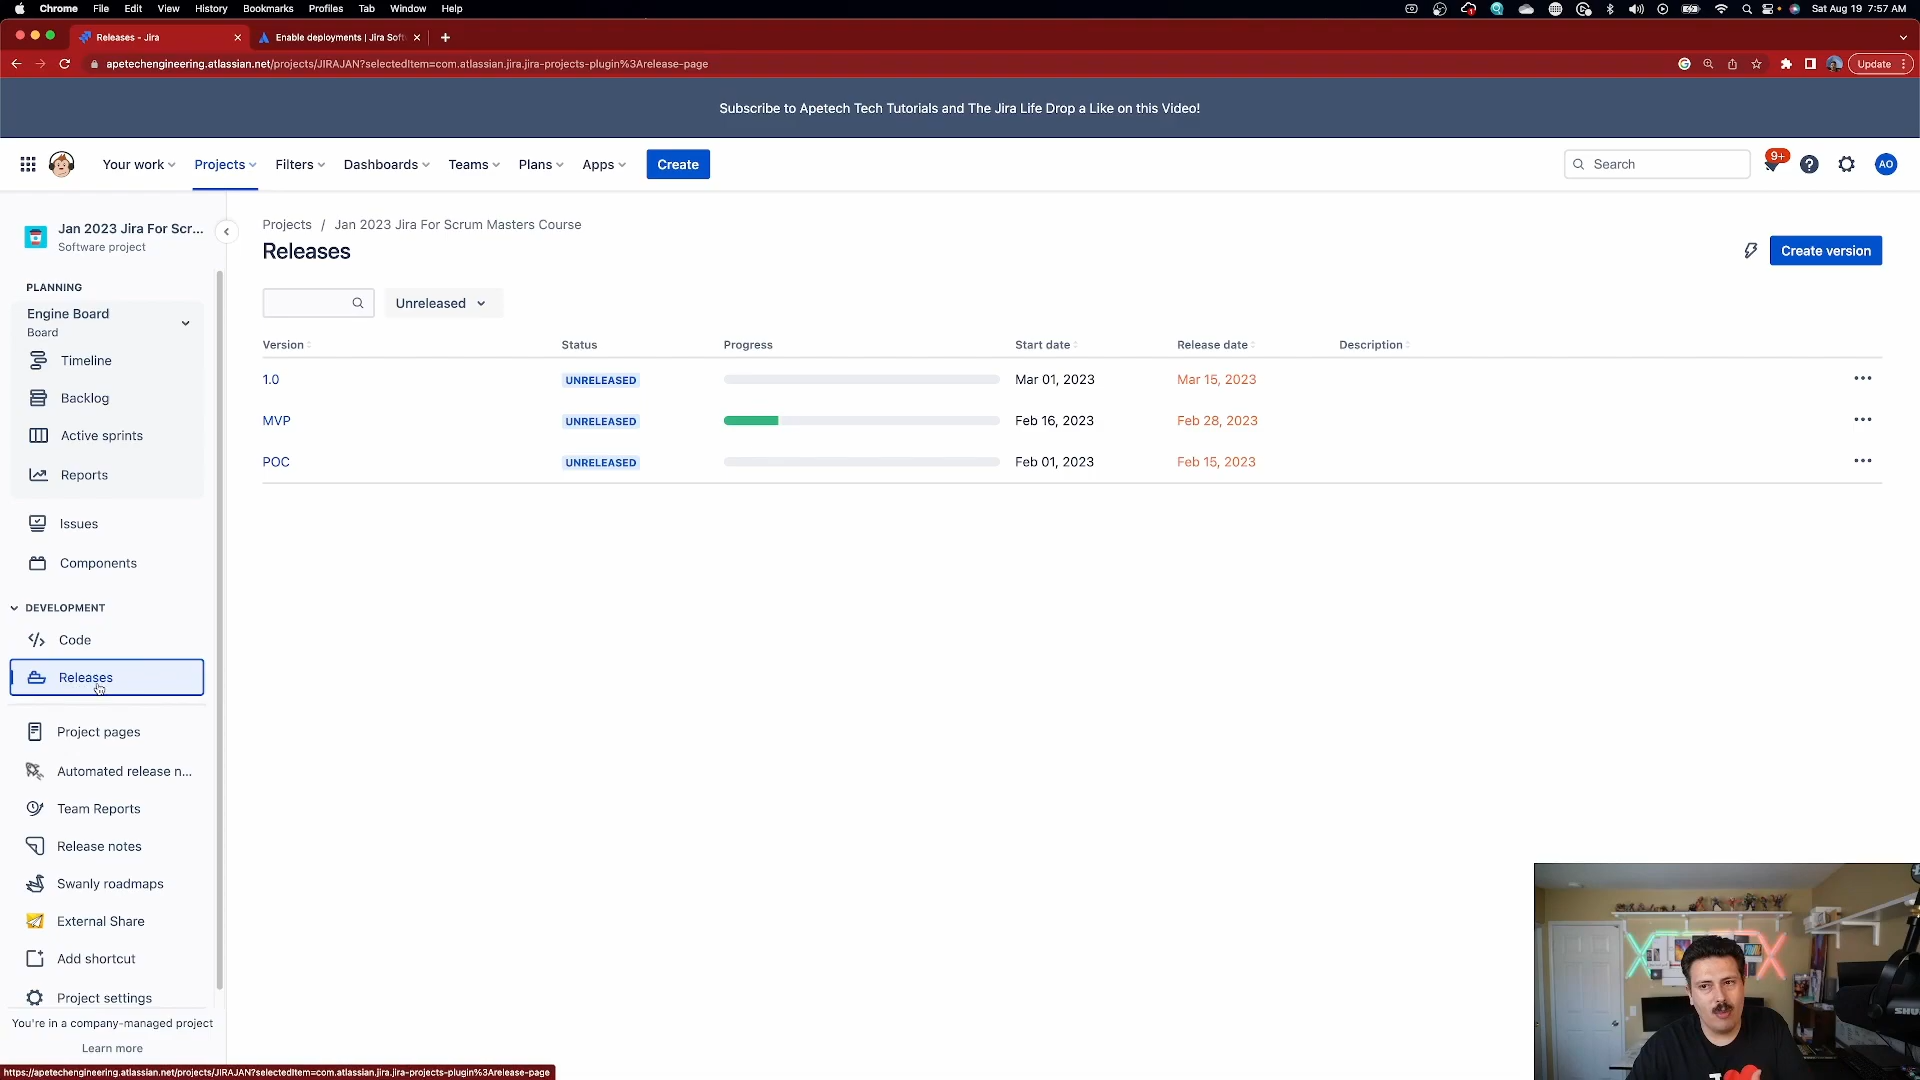 Chrome File Edit View History Bookmarks Profiles Tab Window Help
Sat Aug 19 7:57 AM
Releases - Jira
Enable deployments | Jira Soft
apetechengineering.atlassian.net/projects/JIRAJAN?selectedItem=com.atlassian.jira.jira-projects-plugin%3Arelease-page
Update
Subscribe to Apetech Tech Tutorials and The Jira Life Drop a Like on this Video!
Your work Projects Filters Dashboards Teams Plans Apps Create
Search
9+
AO
Jan 2023 Jira For Scr...
Software project
PLANNING
Engine Board
Board
Timeline
Backlog
Active sprints
Reports
Issues
Components
DEVELOPMENT
Code
Releases
Project pages
Automated release n...
Team Reports
Release notes
Swanly roadmaps
External Share
Add shortcut
Project settings
You're in a company-managed project
Learn more
Projects / Jan 2023 Jira For Scrum Masters Course
Releases
Create version
Unreleased
Version Status Progress Start date Release date Description
1.0 UNRELEASED Mar 01, 2023 Mar 15, 2023
MVP UNRELEASED Feb 16, 2023 Feb 28, 2023
POC UNRELEASED Feb 01, 2023 Feb 15, 2023
https://apetechengineering.atlassian.net/projects/JIRAJAN?selectedItem=com.atlassian.jira.jira-projects-plugin%3Arelease-page